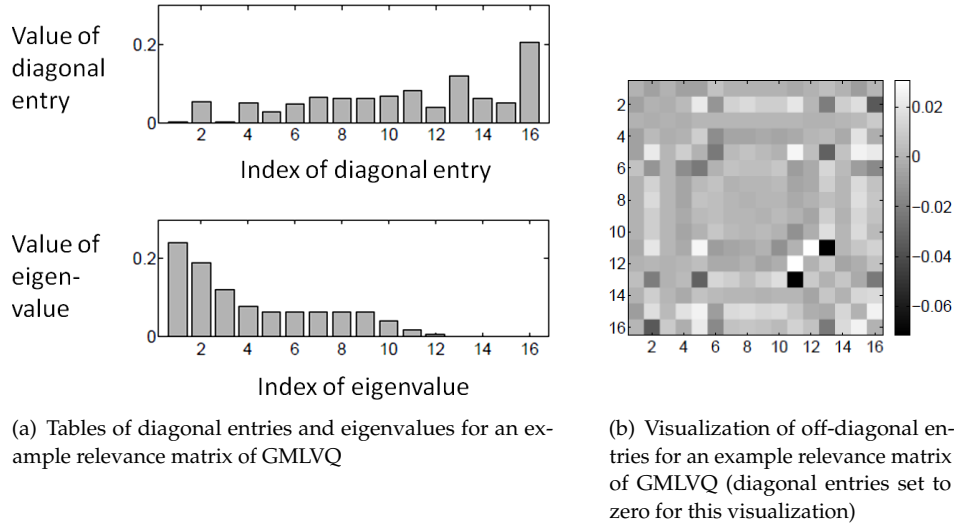 Value of
diagonal
entry
0.2
0
2 4 6 8 10 12 14 16
Index of diagonal entry
Value of
eigen-
value
0.2
0
2 4 6 8 10 12 14 16
Index of eigenvalue
(a) Tables of diagonal entries and eigenvalues for an ex-
ample relevance matrix of GMLVQ
2
4
6
8
10
12
14
16
2 4 6 8 10 12 14 16
0.02
0
−0.02
−0.04
−0.06
(b) Visualization of off-diagonal en-
tries for an example relevance matrix
of GMLVQ (diagonal entries set to
zero for this visualization)